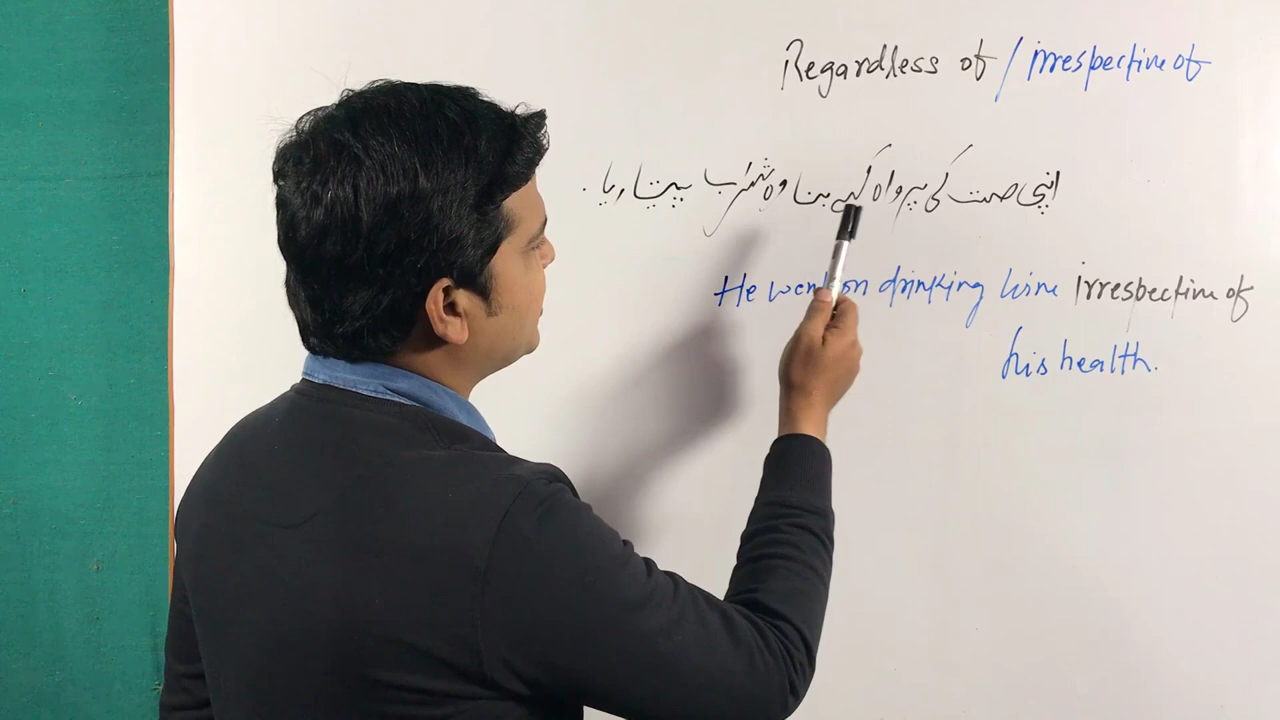 Regardless of / irrespective of
اپنی صحت کی پرواہ کیے بنا وہ شراب پیتا رہا۔
He went on drinking wine irrespective of
his health.